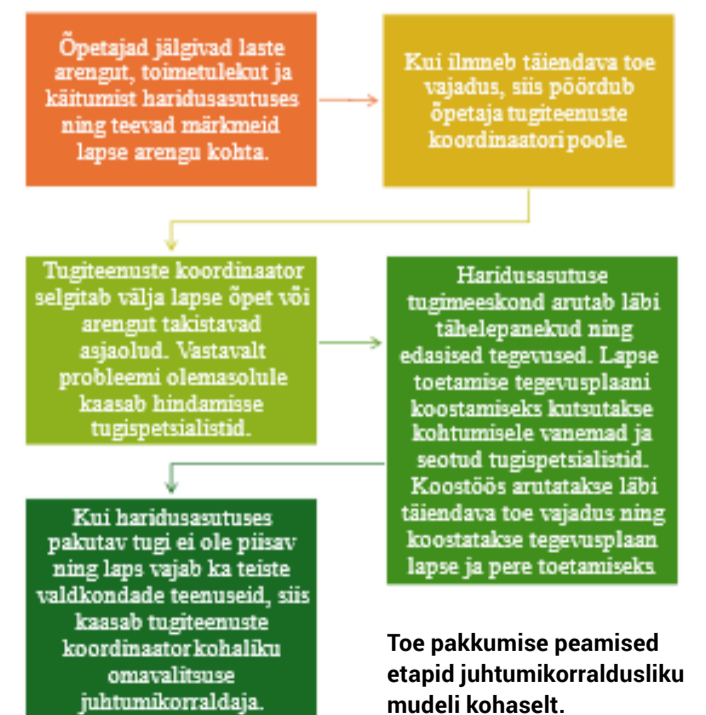 Õpetajad jälgivad laste
arengut, toimetulekut ja
käitumist haridusasutuses
ning teevad märkmeid
lapse arengu kohta.
Kui ilmneb täiendava toe
vajadus, siis pöördub
õpetaja tugiteenuste
koordinaatori poole.
Tugiteenuste koordinaator
selgitab välja lapse õpet või
arengut takistavad
asjaolud. Vastavalt
probleemi olemasolule
kaasab hindamisse
tugispetsialistid.
Haridusasutuse
tugimeeskond arutab läbi
tähelepanekud ning
edasised tegevused. Lapse
toetamise tegevusplaani
koostamiseks kutsutakse
kohtumisele vanemad ja
seotud tugispetsialistid.
Koostöös arutatakse läbi
täiendava toe vajadus ning
koostatakse tegevusplaan
lapse ja pere toetamiseks
Kui haridusasutuses
pakutav tugi ei ole piisav
ning laps vajab ka teiste
valdkondade teenuseid, siis
kaasab tugiteenuste
koordinaator kohaliku
omavalitsuse
juhtumikorraldaja.
Toe pakkumise peamised
etapid juhtumikorraldusliku
mudeli kohaselt.